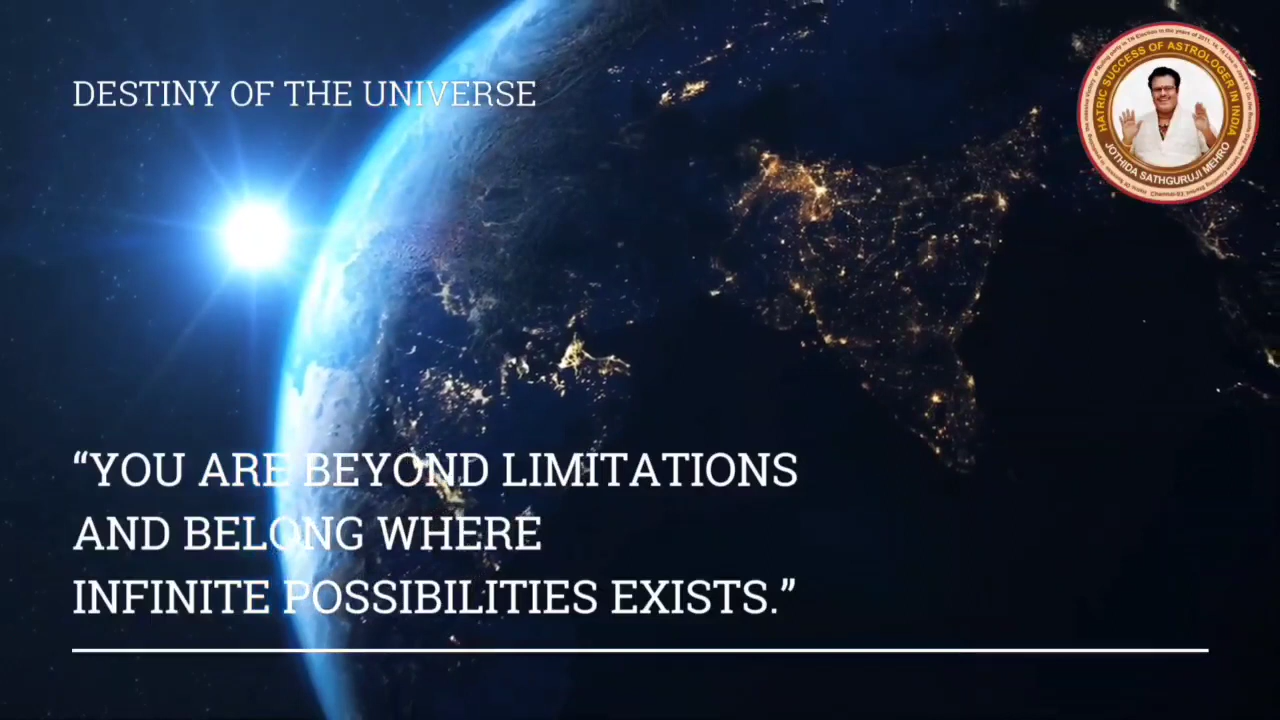 DESTINY OF THE UNIVERSE
HATRIC SUCCESS OF ASTROLOGER IN INDIA
JOTHIDA SATHGURUJI MEHRO
“YOU ARE BEYOND LIMITATIONS
AND BELONG WHERE
INFINITE POSSIBILITIES EXISTS.”